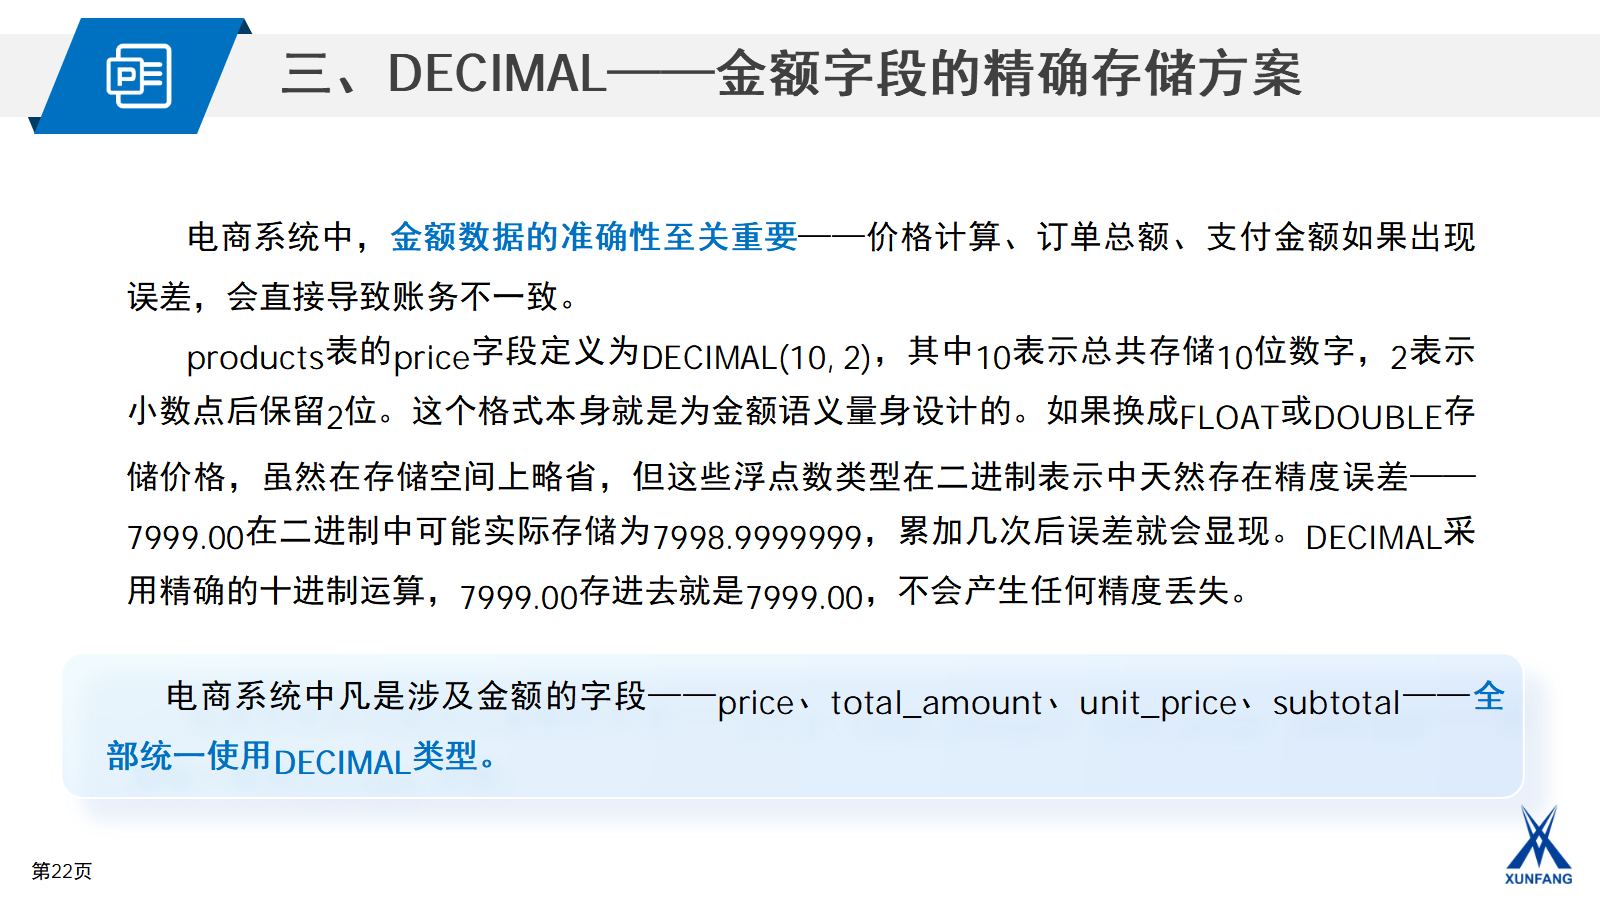 三、DECIMAL——金额字段的精确存储方案
电商系统中，金额数据的准确性至关重要——价格计算、订单总额、支付金额如果出现
误差，会直接导致账务不一致。
products表的price字段定义为DECIMAL(10, 2)，其中10表示总共存储10位数字，2表示
小数点后保留2位。这个格式本身就是为金额语义量身设计的。如果换成FLOAT或DOUBLE存
储价格，虽然在存储空间上略省，但这些浮点数类型在二进制表示中天然存在精度误差——
7999.00在二进制中可能实际存储为7998.9999999，累加几次后误差就会显现。DECIMAL采
用精确的十进制运算，7999.00存进去就是7999.00，不会产生任何精度丢失。
电商系统中凡是涉及金额的字段——price、total_amount、unit_price、subtotal——全
部统一使用DECIMAL类型。
第22页
XUNFANG